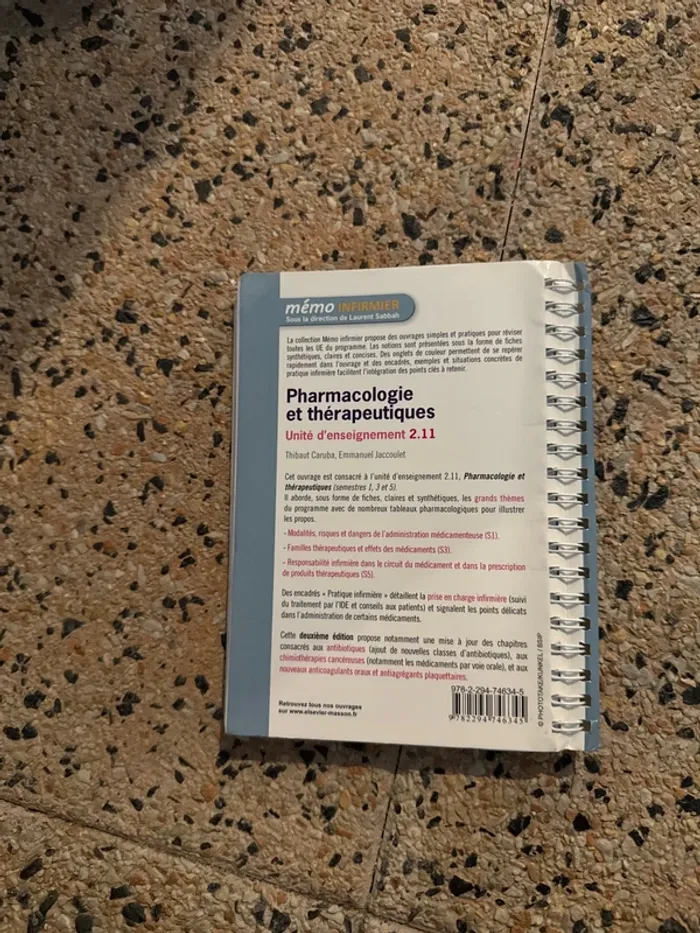 mémo INFIRMIER
Sous la direction de Laurent Sabbah
La collection Mémo infirmier propose des ouvrages simples et pratiques pour réviser
toutes les UE du programme. Les notions sont présentées sous la forme de fiches
synthétiques, claires et concises. Des onglets de couleur permettent de se repérer
rapidement dans l'ouvrage et des encadrés, exemples et situations concrètes de
pratique infirmière facilitent l'intégration des points clés à retenir.
Pharmacologie
et thérapeutiques
Unité d'enseignement 2.11
Thibaut Caruba, Emmanuel Jaccoulet
Cet ouvrage est consacré à l'unité d'enseignement 2.11, Pharmacologie et
thérapeutiques (semestres 1, 3 et 5).
Il aborde, sous forme de fiches, claires et synthétiques, les grands thèmes
du programme avec de nombreux tableaux pharmacologiques pour illustrer
les propos.
- Modalités, risques et dangers de l'administration médicamenteuse (S1).
- Familles thérapeutiques et effets des médicaments (S3).
- Responsabilité infirmière dans le circuit du médicament et dans la prescription
de produits thérapeutiques (S5).
Des encadrés « Pratique infirmière » détaillent la prise en charge infirmière (suivi
du traitement par l'IDE et conseils aux patients) et signalent les points délicats
dans l'administration de certains médicaments.
Cette deuxième édition propose notamment une mise à jour des chapitres
consacrés aux antibiotiques (ajout de nouvelles classes d'antibiotiques), aux
chimiothérapies cancéreuses (notamment les médicaments par voie orale), et aux
nouveaux anticoagulants oraux et antiagrégants plaquettaires.
Retrouvez tous nos ouvrages
sur www.elsevier-masson.fr
978-2-294-74634-5
9 782294 746345
© PHOTOTAKE/KUNKEL / BSIP